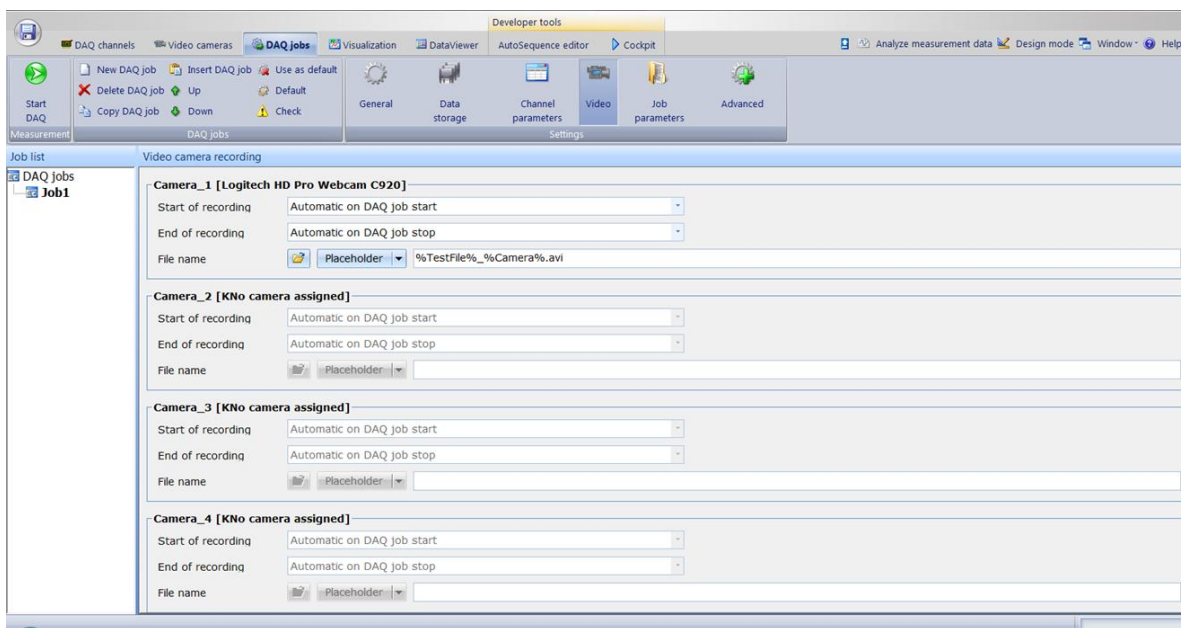 Developer tools
DAQ channels Video cameras DAQ jobs Visualization DataViewer AutoSequence editor Cockpit Analyze measurement data Design mode Window Help
New DAQ job Insert DAQ job Use as default
Delete DAQ job Up Default
Copy DAQ job Down Check
Start DAQ
General
Data storage
Channel parameters
Video
Job parameters
Advanced
Measurement DAQ jobs Settings
Job list Video camera recording
DAQ jobs
Job1
Camera_1 [Logitech HD Pro Webcam C920]
Start of recording Automatic on DAQ job start
End of recording Automatic on DAQ job stop
File name Placeholder %TestFile%_%Camera%.avi
Camera_2 [KNo camera assigned]
Start of recording Automatic on DAQ job start
End of recording Automatic on DAQ job stop
File name Placeholder
Camera_3 [KNo camera assigned]
Start of recording Automatic on DAQ job start
End of recording Automatic on DAQ job stop
File name Placeholder
Camera_4 [KNo camera assigned]
Start of recording Automatic on DAQ job start
End of recording Automatic on DAQ job stop
File name Placeholder